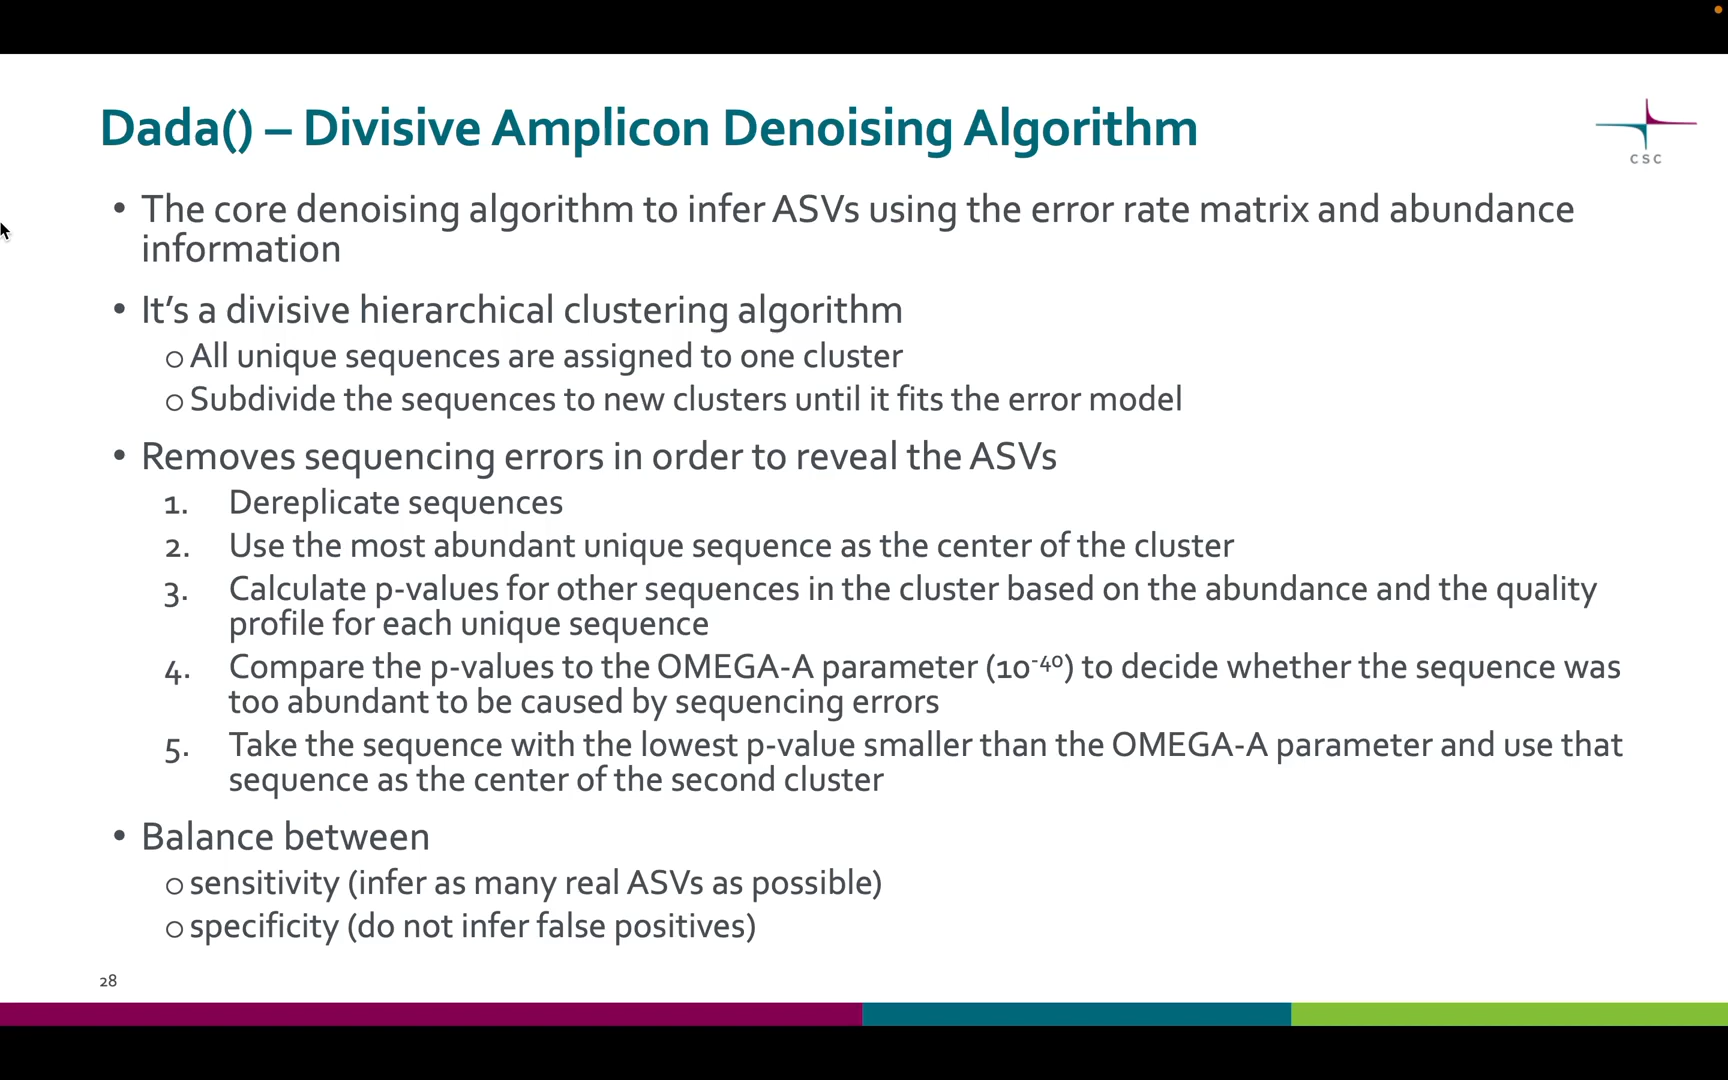 Dada() – Divisive Amplicon Denoising Algorithm
CSC
• The core denoising algorithm to infer ASVs using the error rate matrix and abundance
information
• It’s a divisive hierarchical clustering algorithm
o All unique sequences are assigned to one cluster
o Subdivide the sequences to new clusters until it fits the error model
• Removes sequencing errors in order to reveal the ASVs
1. Dereplicate sequences
2. Use the most abundant unique sequence as the center of the cluster
3. Calculate p-values for other sequences in the cluster based on the abundance and the quality
profile for each unique sequence
4. Compare the p-values to the OMEGA-A parameter (10⁻⁴⁰) to decide whether the sequence was
too abundant to be caused by sequencing errors
5. Take the sequence with the lowest p-value smaller than the OMEGA-A parameter and use that
sequence as the center of the second cluster
• Balance between
o sensitivity (infer as many real ASVs as possible)
o specificity (do not infer false positives)
28